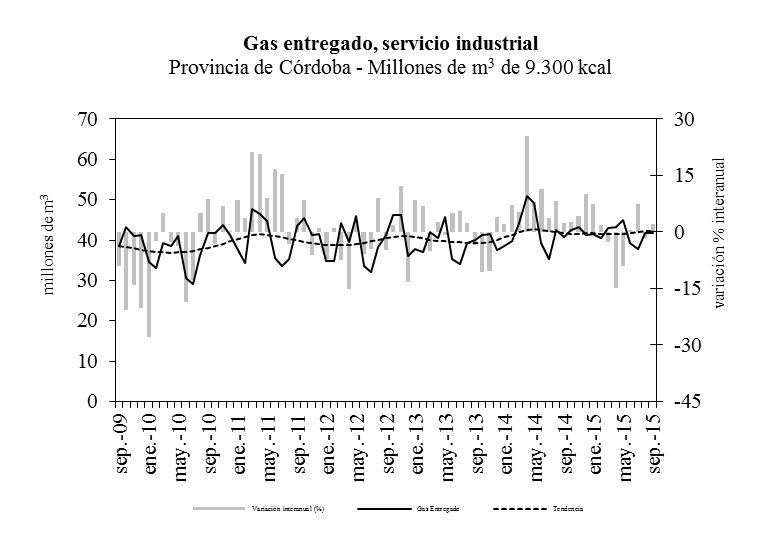 Gas entregado, servicio industrial
Provincia de Córdoba - Millones de m³ de 9.300 kcal
70
60
50
40
30
20
10
0
millones de m³
30
15
0
-15
-30
-45
variación % interanual
sep.-09
ene.-10
may.-10
sep.-10
ene.-11
may.-11
sep.-11
ene.-12
may.-12
sep.-12
ene.-13
may.-13
sep.-13
ene.-14
may.-14
sep.-14
ene.-15
may.-15
sep.-15
Variación interanual (%)
Gas Entregado
Tendencia